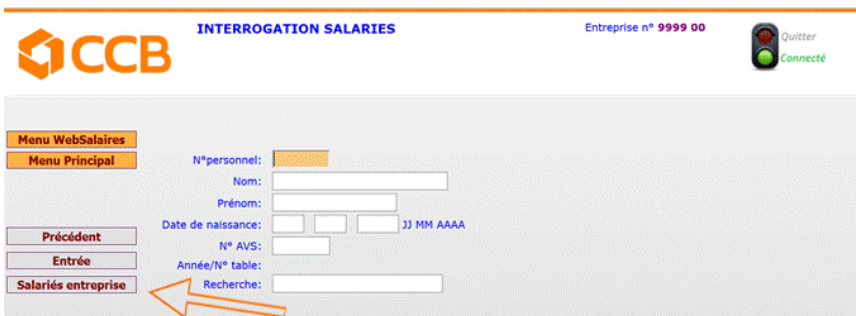 INTERROGATION SALARIES
Entreprise n° 9999 00
CCB
Quitter
Connecté
Menu WebSalaires
Menu Principal
N°personnel:
Nom:
Prénom:
Date de naissance: JJ MM AAAA
Précédent
N° AVS:
Entrée
Année/N° table:
Salariés entreprise
Recherche: